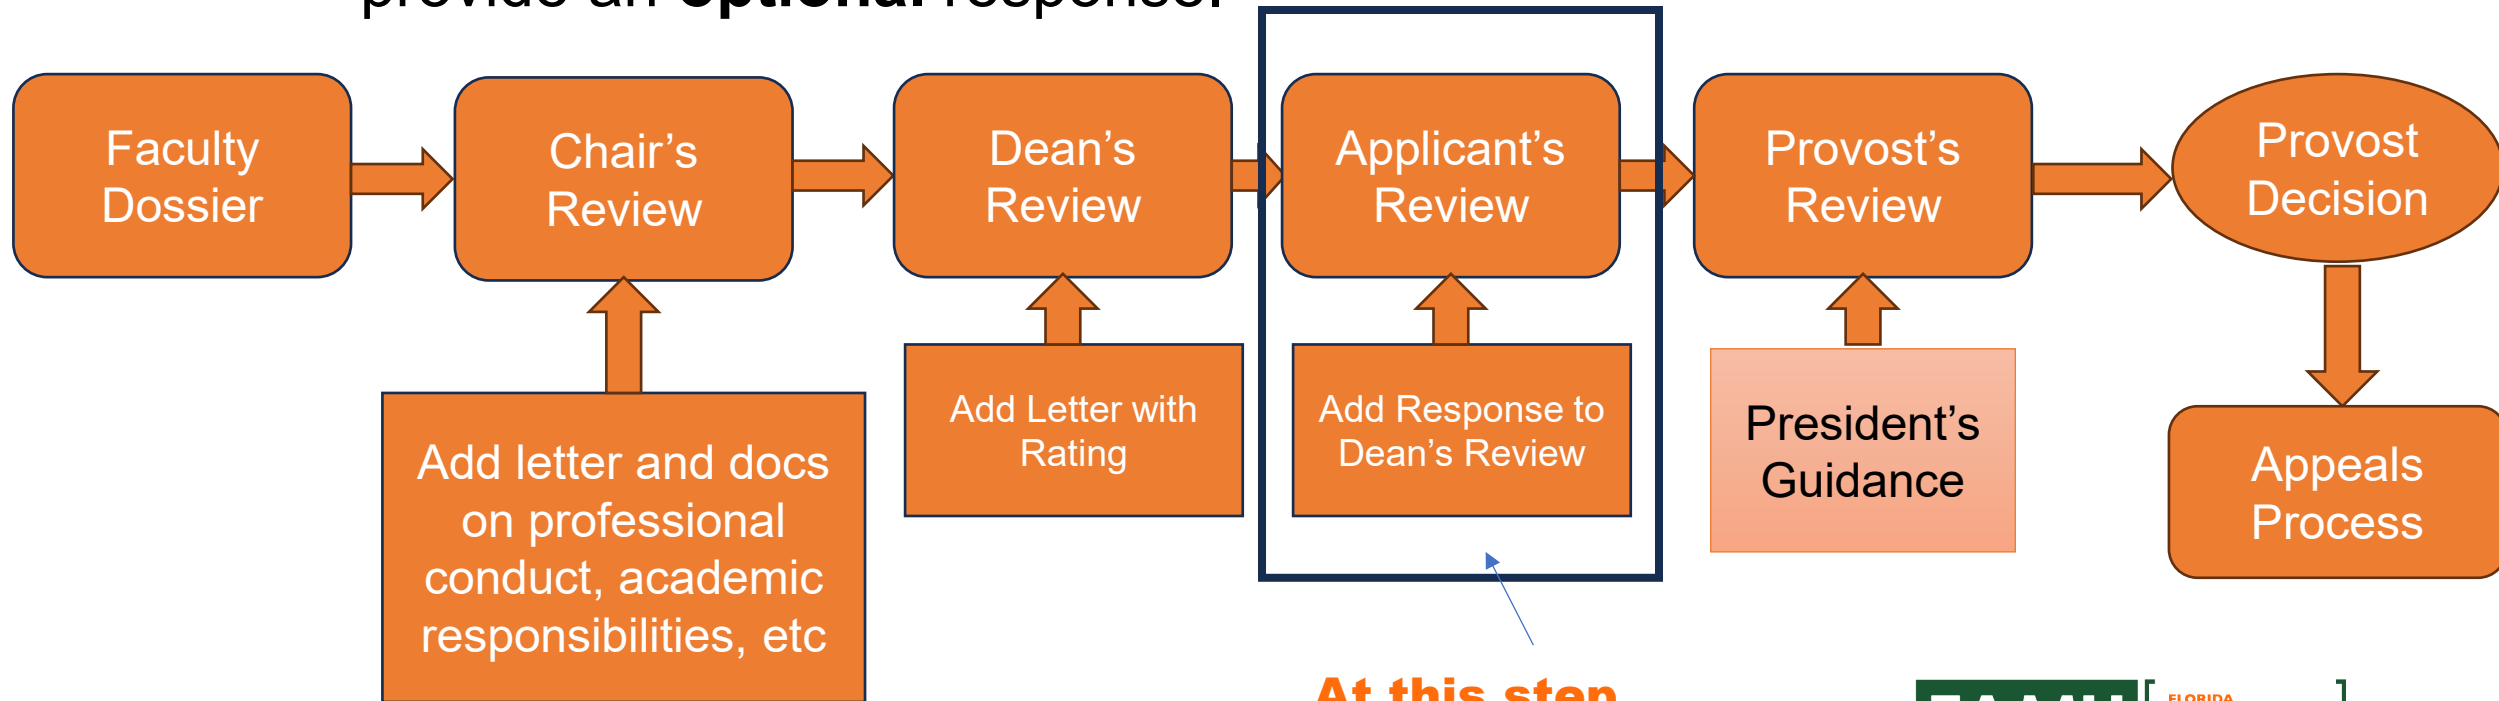 provide an optional response.
Faculty
Dossier
Chair’s
Review
Dean’s
Review
Applicant’s
Review
Provost’s
Review
Provost
Decision
Add letter and docs
on professional
conduct, academic
responsibilities, etc
Add Letter with
Rating
Add Response to
Dean’s Review
President’s
Guidance
Appeals
Process
At this step
FAMU
FLORIDA